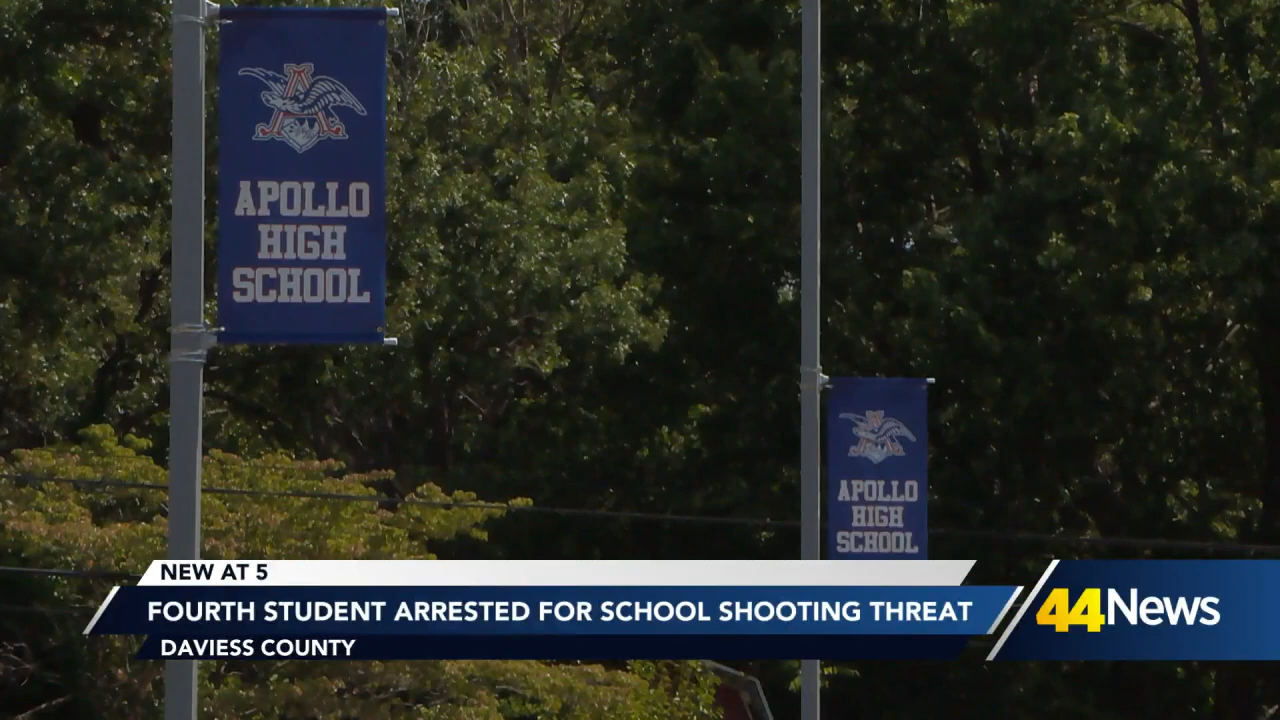 APOLLO
HIGH
SCHOOL
APOLLO
HIGH
SCHOOL
NEW AT 5
FOURTH STUDENT ARRESTED FOR SCHOOL SHOOTING THREAT
DAVIESS COUNTY
44News